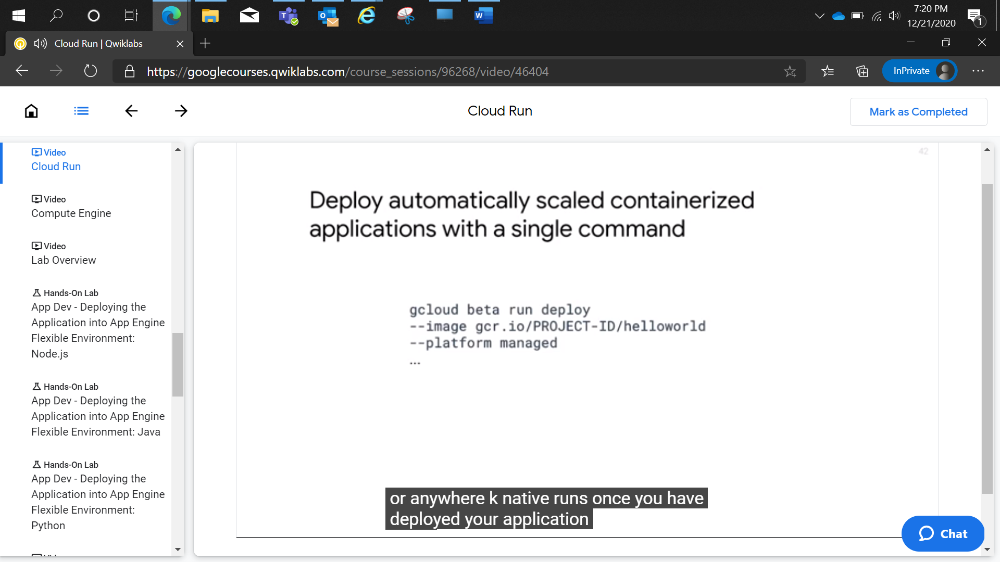 7:20 PM
12/21/2020
1
Cloud Run | Qwiklabs
https://googlecourses.qwiklabs.com/course_sessions/96268/video/46404
InPrivate
Cloud Run
Mark as Completed
Video
Cloud Run
Video
Compute Engine
Video
Lab Overview
Hands-On Lab
App Dev - Deploying the
Application into App Engine
Flexible Environment:
Node.js
Hands-On Lab
App Dev - Deploying the
Application into App Engine
Flexible Environment: Java
Hands-On Lab
App Dev - Deploying the
Application into App Engine
Flexible Environment:
Python
42
Deploy automatically scaled containerized
applications with a single command
gcloud beta run deploy
--image gcr.io/PROJECT-ID/helloworld
--platform managed
...
or anywhere k native runs once you have
deployed your application
Chat